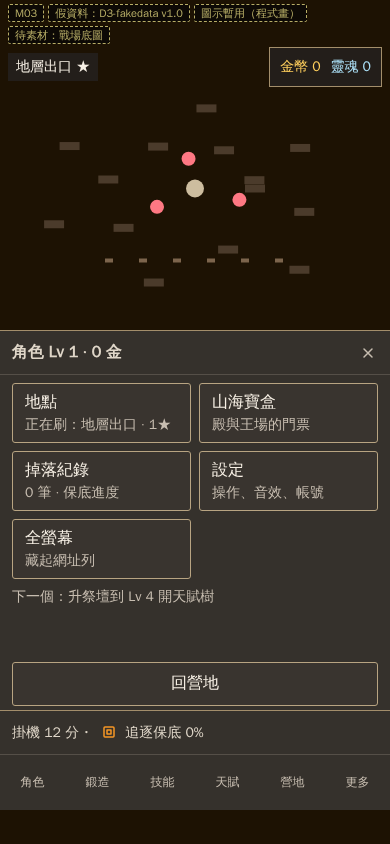 M03 假資料：D3-fakedata v1.0 圖示暫用（程式畫）
待素材：戰場底圖
地層出口 ★
金幣 0 靈魂 0
角色 Lv 1 · 0 金 ×
地點
正在刷：地層出口 · 1★
山海寶盒
殿與王場的門票
掉落紀錄
0 筆 · 保底進度
設定
操作、音效、帳號
全螢幕
藏起網址列
下一個：升祭壇到 Lv 4 開天賦樹
回營地
掛機 12 分 · 追逐保底 0%
角色 鍛造 技能 天賦 營地 更多